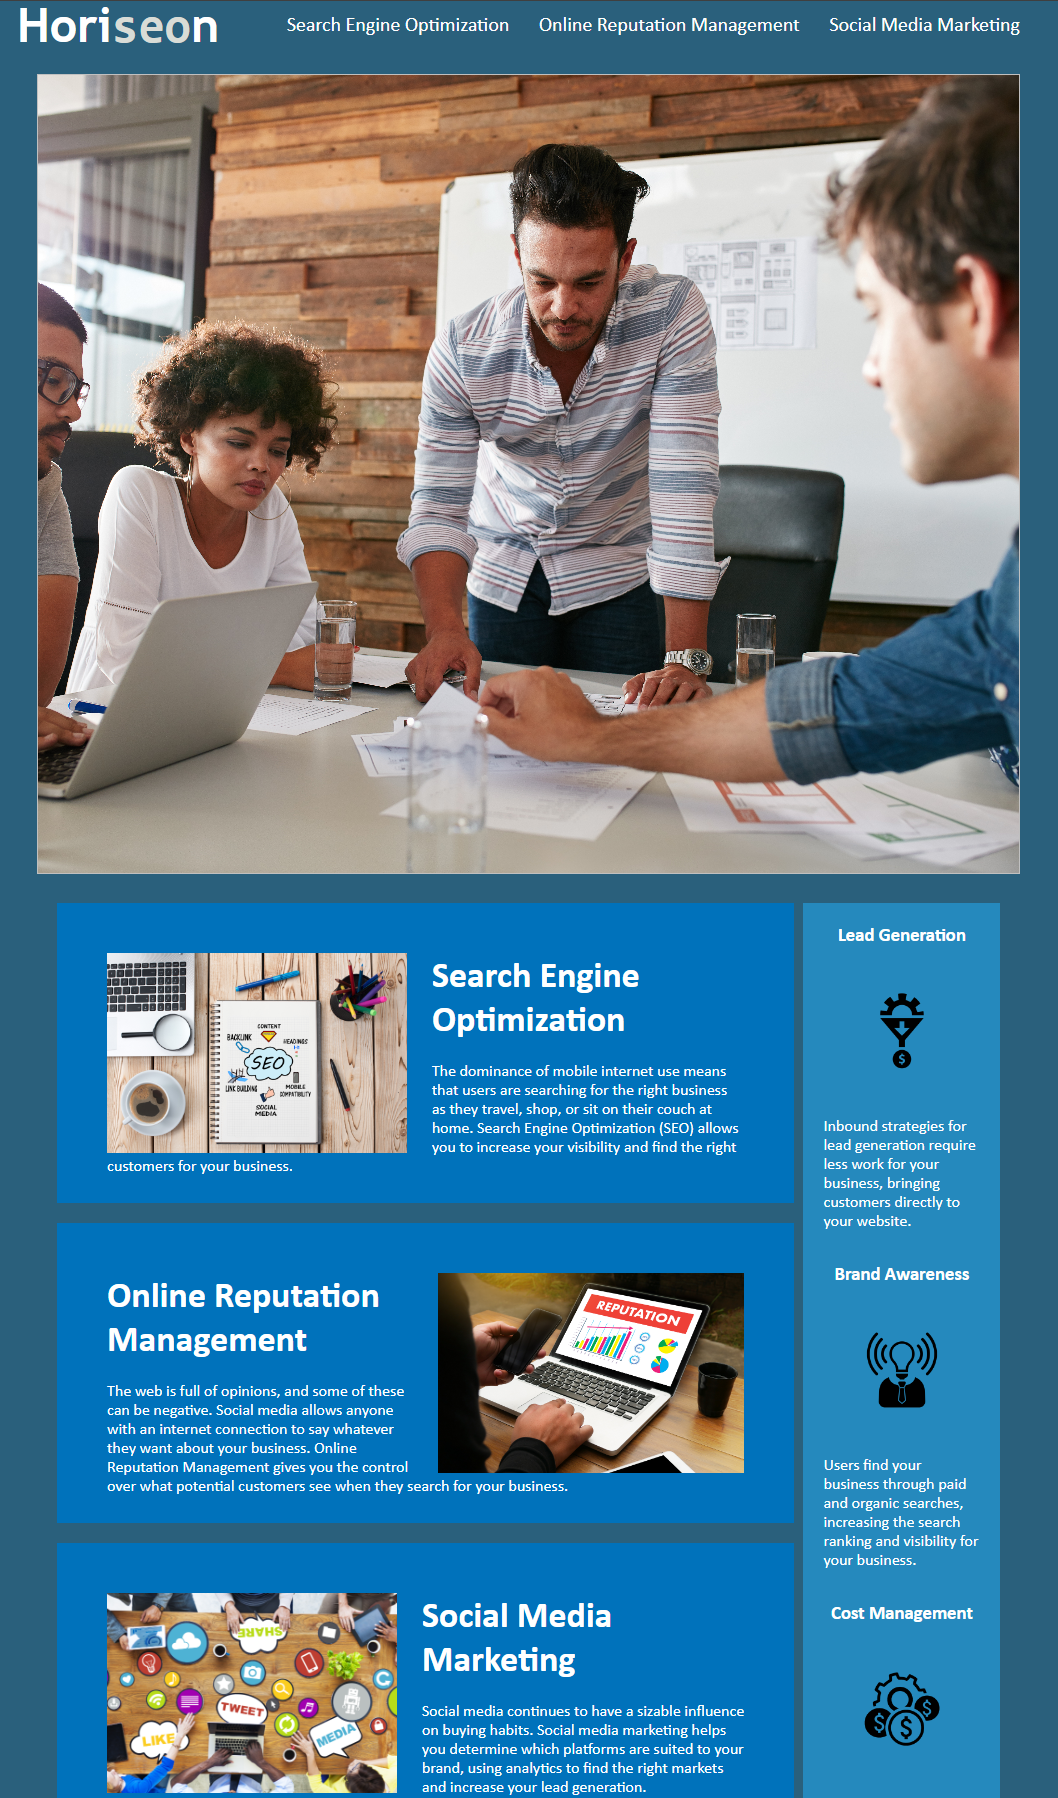 Horiseon
Search Engine Optimization
Online Reputation Management
Social Media Marketing
Search Engine
Optimization
The dominance of mobile internet use means
that users are searching for the right business
as they travel, shop, or sit on their couch at
home. Search Engine Optimization (SEO) allows
you to increase your visibility and find the right
customers for your business.
CONTENT
BACKLINK
HEADINGS
SEO
LINK BUILDING
MOBILE
COMPATIBILITY
SOCIAL
MEDIA
Online Reputation
Management
The web is full of opinions, and some of these
can be negative. Social media allows anyone
with an internet connection to say whatever
they want about your business. Online
Reputation Management gives you the control
over what potential customers see when they search for your business.
REPUTATION
Social Media
Marketing
Social media continues to have a sizable influence
on buying habits. Social media marketing helps
you determine which platforms are suited to your
brand, using analytics to find the right markets
and increase your lead generation.
SHARE
TWEET
LIKE
MEDIA
Lead Generation
$
Inbound strategies for
lead generation require
less work for your
business, bringing
customers directly to
your website.
Brand Awareness
Users find your
business through paid
and organic searches,
increasing the search
ranking and visibility for
your business.
Cost Management
$ $ $